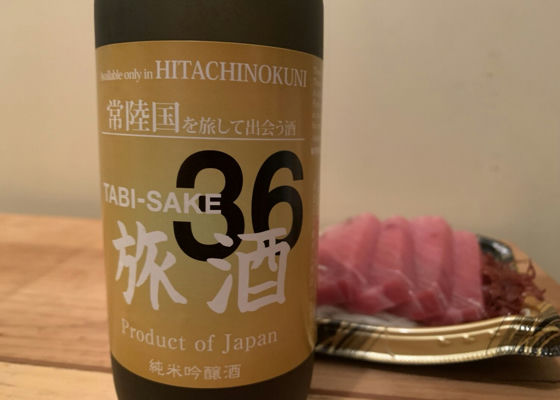 Available only in HITACHINOKUNI
常陸国を旅して出会う酒
36
TABI-SAKE
旅酒
Product of Japan
純米吟醸酒